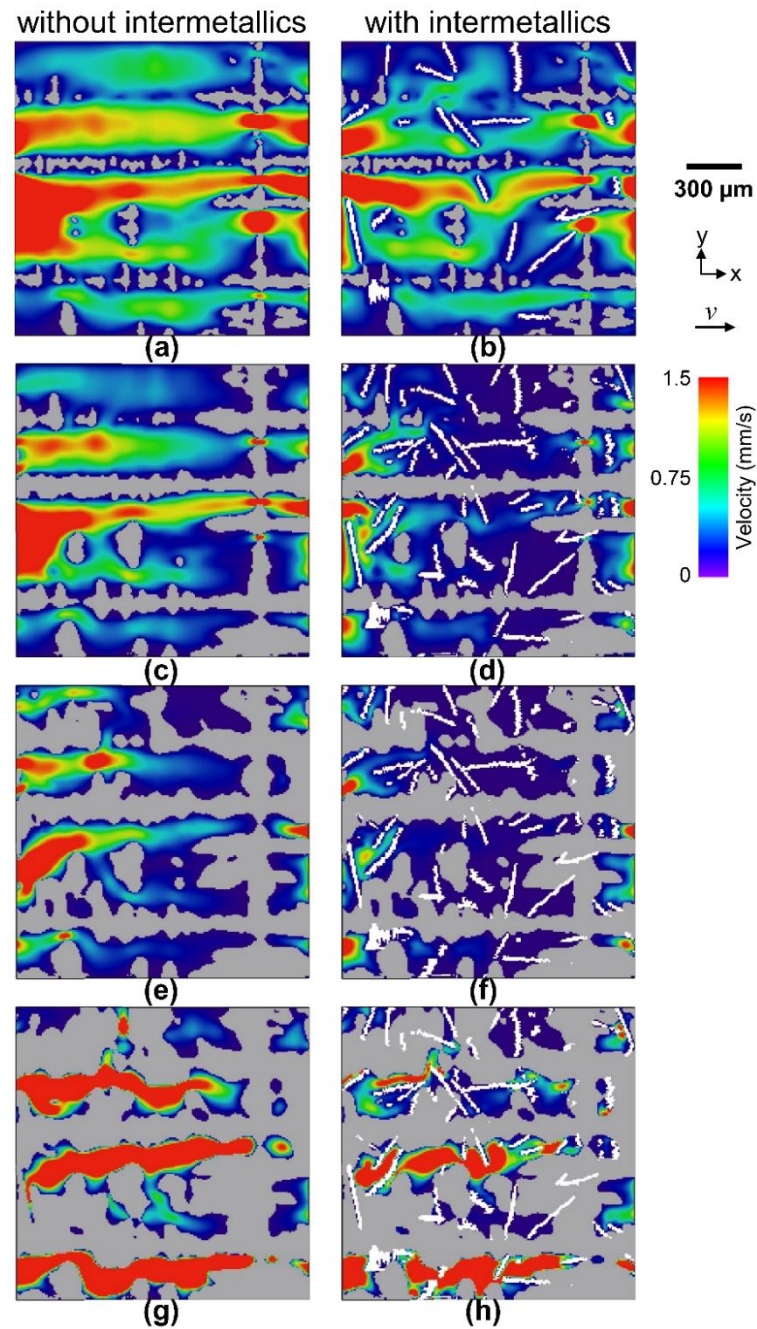 without intermetallics
with intermetallics
300 µm
y
x
v
(a)
(b)
1.5
0.75
0
Velocity (mm/s)
(c)
(d)
(e)
(f)
(g)
(h)